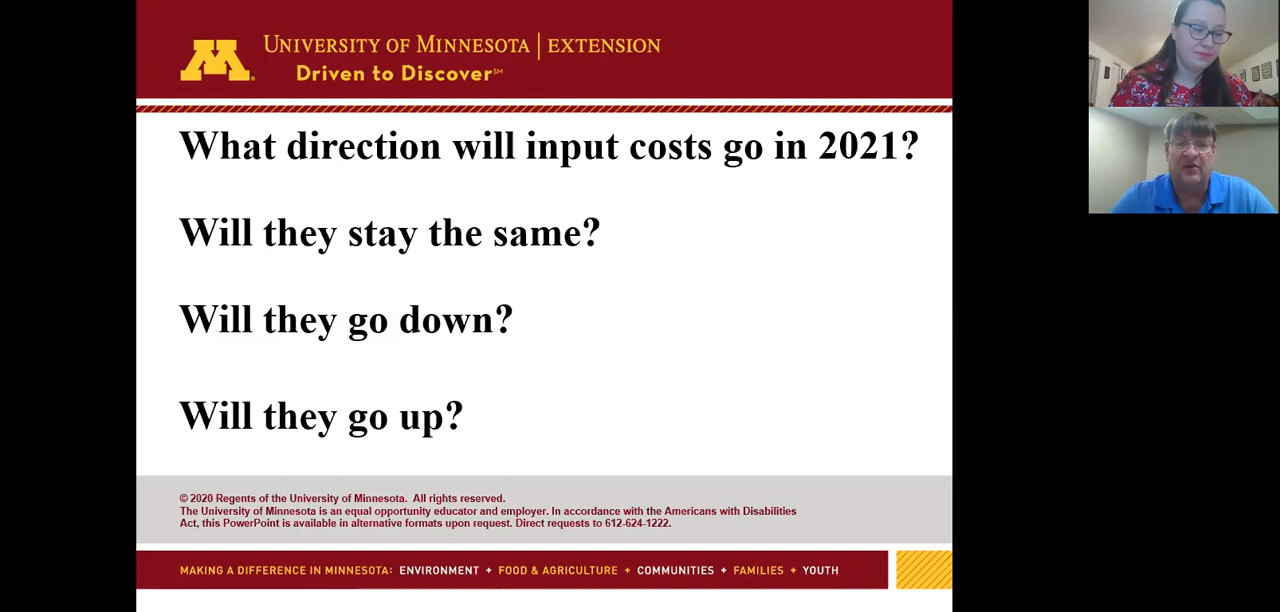 UNIVERSITY OF MINNESOTA | EXTENSION
Driven to Discover℠
What direction will input costs go in 2021?
Will they stay the same?
Will they go down?
Will they go up?
© 2020 Regents of the University of Minnesota. All rights reserved.
The University of Minnesota is an equal opportunity educator and employer. In accordance with the Americans with Disabilities
Act, this PowerPoint is available in alternative formats upon request. Direct requests to 612-624-1222.
MAKING A DIFFERENCE IN MINNESOTA: ENVIRONMENT + FOOD & AGRICULTURE + COMMUNITIES + FAMILIES + YOUTH